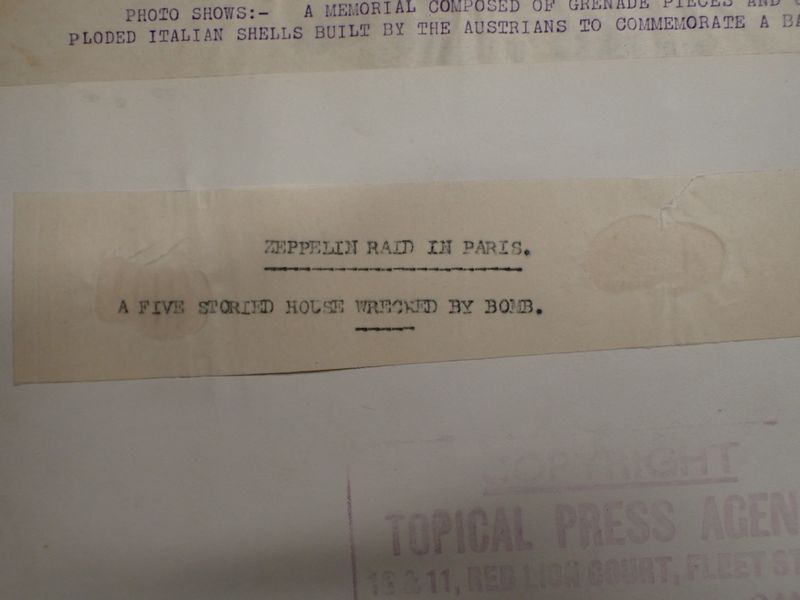 PHOTO SHOWS:- A MEMORIAL COMPOSED OF GRENADE PIECES AND
PLODED ITALIAN SHELLS BUILT BY THE AUSTRIANS TO COMMEMORATE A BA
ZEPPELIN RAID IN PARIS.
A FIVE STORIED HOUSE WRECKED BY BOMB.
COPYRIGHT
TOPICAL PRESS AGEN
11, RED LION COURT, FLEET ST